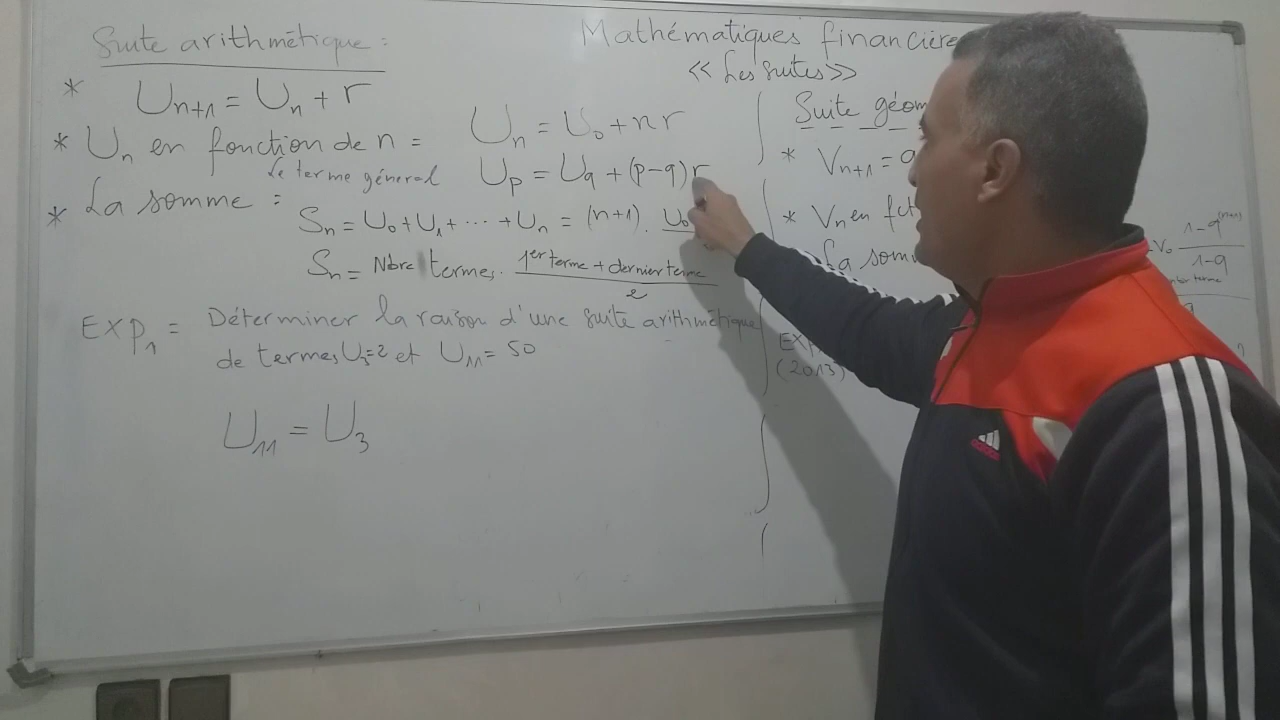 Mathématiques financière
<< Les suites >>
Suite arithmétique :
* Un+1 = Un + r
* Un en fonction de n = Un = U0 + nr
Le terme général Up = Uq + (p-q)r
* La somme :
Sn = U0 + U1 + ... + Un = (n+1). U0
Sn = Nbre termes. 1er terme + dernier terme / 2
EXP1 = Déterminer la raison d'une suite arithmétique
de termes U3=2 et U11 = 50
U11 = U3
Suite géom
* Vn+1 = q
* Vn en fct
La som
V0 1-q(n+1) / 1-q
EXP
(2013)